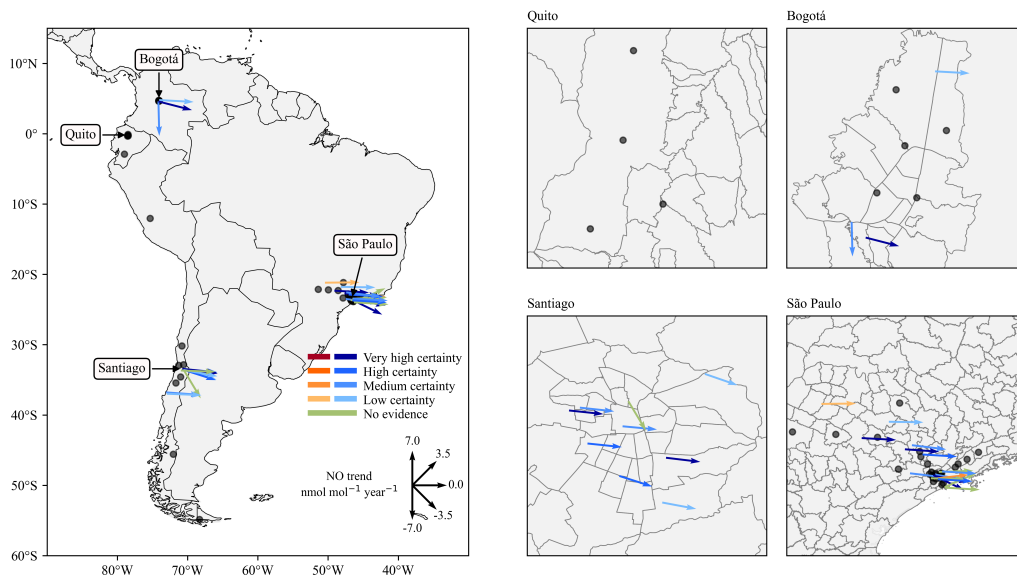 10°N
0°
10°S
20°S
30°S
40°S
50°S
60°S
80°W
70°W
60°W
50°W
40°W
Bogotá
Quito
São Paulo
Santiago
Very high certainty
High certainty
Medium certainty
Low certainty
No evidence
NO trend
nmol mol⁻¹ year⁻¹
7.0
3.5
0.0
-3.5
-7.0
Quito
Bogotá
Santiago
São Paulo